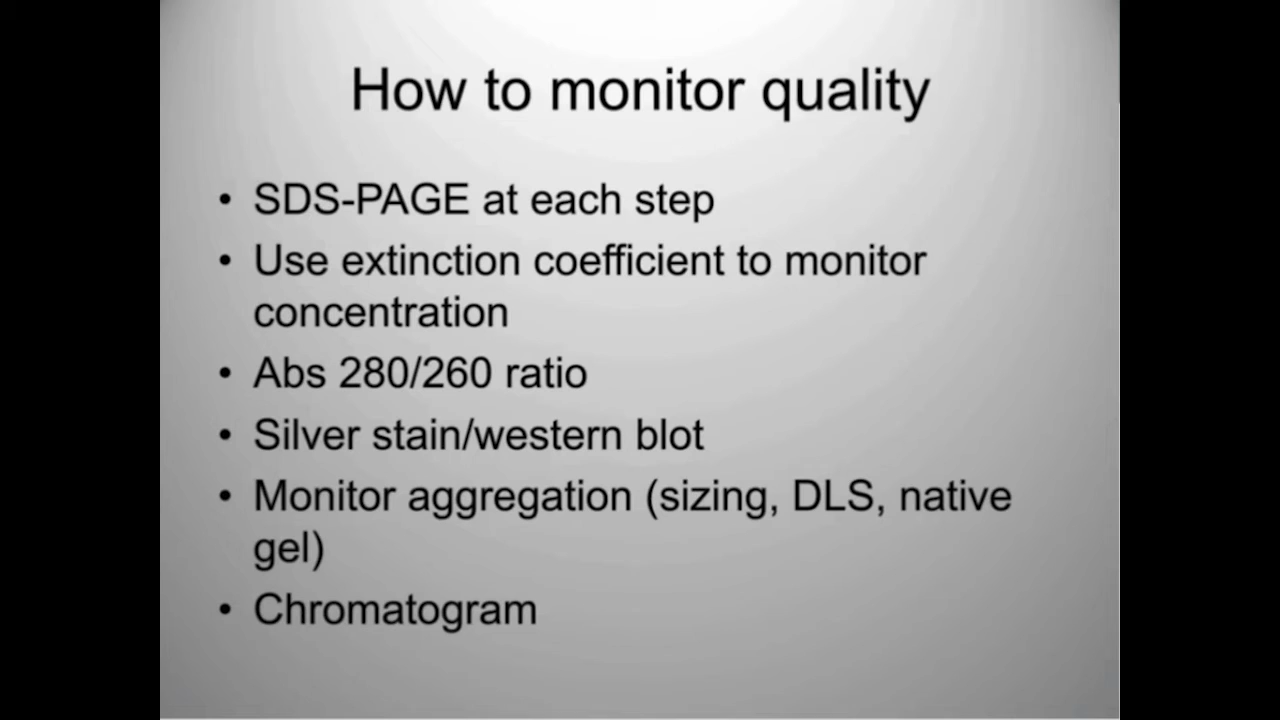 How to monitor quality
• SDS-PAGE at each step
• Use extinction coefficient to monitor
concentration
• Abs 280/260 ratio
• Silver stain/western blot
• Monitor aggregation (sizing, DLS, native
gel)
• Chromatogram